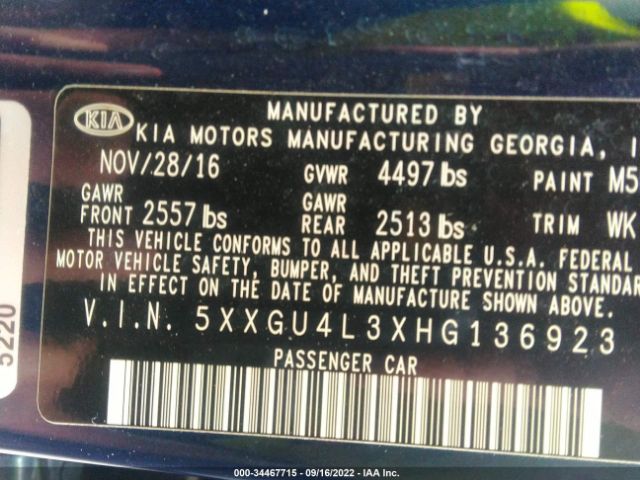 MANUFACTURED BY
KIA KIA MOTORS MANUFACTURING GEORGIA, I
NOV/28/16 GVWR 4497 lbs PAINT M5
GAWR FRONT 2557 lbs GAWR REAR 2513 lbs TRIM WK
THIS VEHICLE CONFORMS TO ALL APPLICABLE U.S.A. FEDERAL
MOTOR VEHICLE SAFETY, BUMPER, AND THEFT PREVENTION STANDAR
IN EFFECT ON THE DATE OF MANUFACTURE SHOWN ABOVE.
V.I.N. 5XXGU4L3XHG136923
PASSENGER CAR
5220
000-34467715 - 09/16/2022 - IAA Inc.